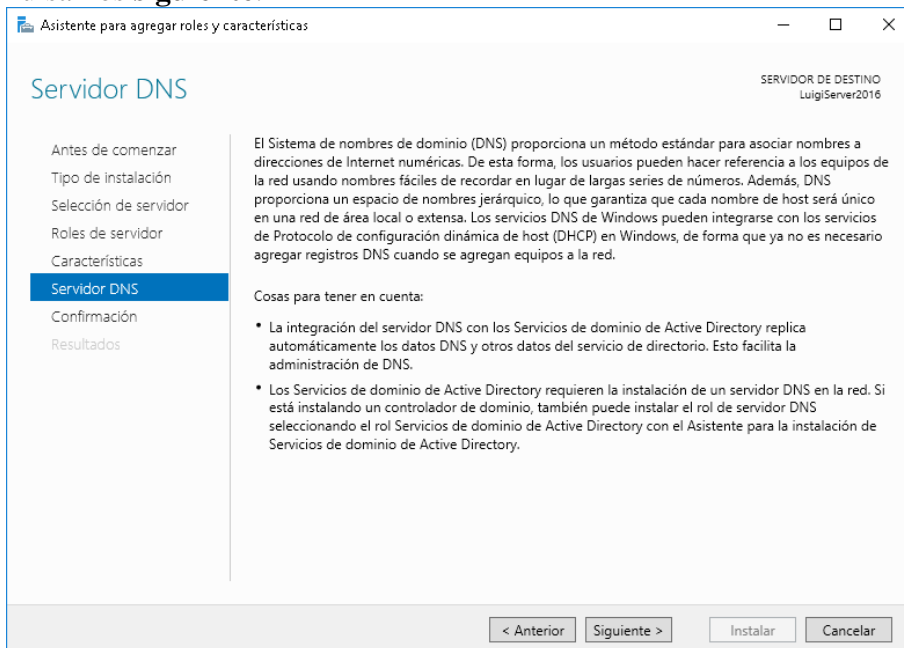 Asistente para agregar roles y características
Servidor DNS
SERVIDOR DE DESTINO
LuigiServer2016
Antes de comenzar
Tipo de instalación
Selección de servidor
Roles de servidor
Características
Servidor DNS
Confirmación
Resultados
El Sistema de nombres de dominio (DNS) proporciona un método estándar para asociar nombres a
direcciones de Internet numéricas. De esta forma, los usuarios pueden hacer referencia a los equipos de
la red usando nombres fáciles de recordar en lugar de largas series de números. Además, DNS
proporciona un espacio de nombres jerárquico, lo que garantiza que cada nombre de host será único
en una red de área local o extensa. Los servicios DNS de Windows pueden integrarse con los servicios
de Protocolo de configuración dinámica de host (DHCP) en Windows, de forma que ya no es necesario
agregar registros DNS cuando se agregan equipos a la red.
Cosas para tener en cuenta:
• La integración del servidor DNS con los Servicios de dominio de Active Directory replica
automáticamente los datos DNS y otros datos del servicio de directorio. Esto facilita la
administración de DNS.
• Los Servicios de dominio de Active Directory requieren la instalación de un servidor DNS en la red. Si
está instalando un controlador de dominio, también puede instalar el rol de servidor DNS
seleccionando el rol Servicios de dominio de Active Directory con el Asistente para la instalación de
Servicios de dominio de Active Directory.
< Anterior
Siguiente >
Instalar
Cancelar